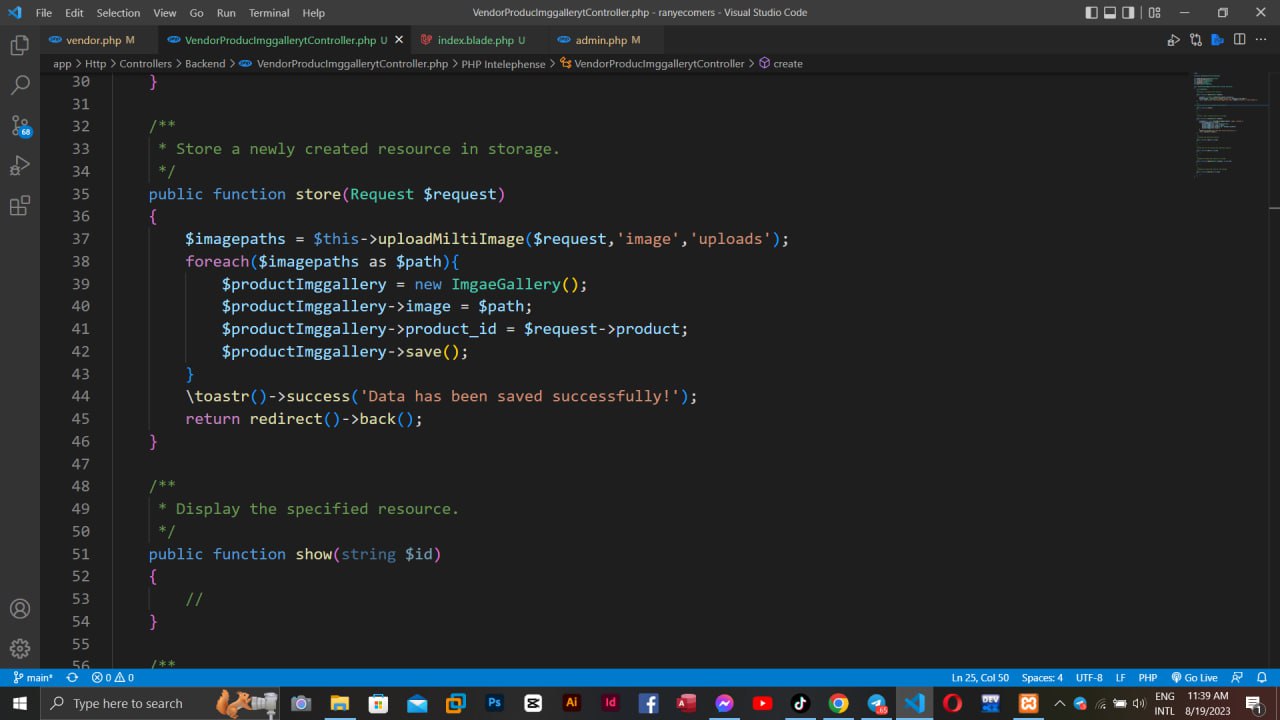 File Edit Selection View Go Run Terminal Help VendorProducImggallerytController.php - ranyecomers - Visual Studio Code
vendor.php M VendorProducImggallerytController.php U index.blade.php U admin.php M
app > Http > Controllers > Backend > VendorProducImggallerytController.php > PHP Intelephense > VendorProducImggallerytController > create
30 }
31
32 /**
33 * Store a newly created resource in storage.
34 */
35 public function store(Request $request)
36 {
37 $imagepaths = $this->uploadMiltiImage($request,'image','uploads');
38 foreach($imagepaths as $path){
39 $productImggallery = new ImgaeGallery();
40 $productImggallery->image = $path;
41 $productImggallery->product_id = $request->product;
42 $productImggallery->save();
43 }
44 \toastr()->success('Data has been saved successfully!');
45 return redirect()->back();
46 }
47
48 /**
49 * Display the specified resource.
50 */
51 public function show(string $id)
52 {
53 //
54 }
55
56 /**
68
main* 0 0 Ln 25, Col 50 Spaces: 4 UTF-8 LF PHP Go Live
Type here to search
Ps Ai Id DEV
ENG 11:39 AM
INTL 8/19/2023
1